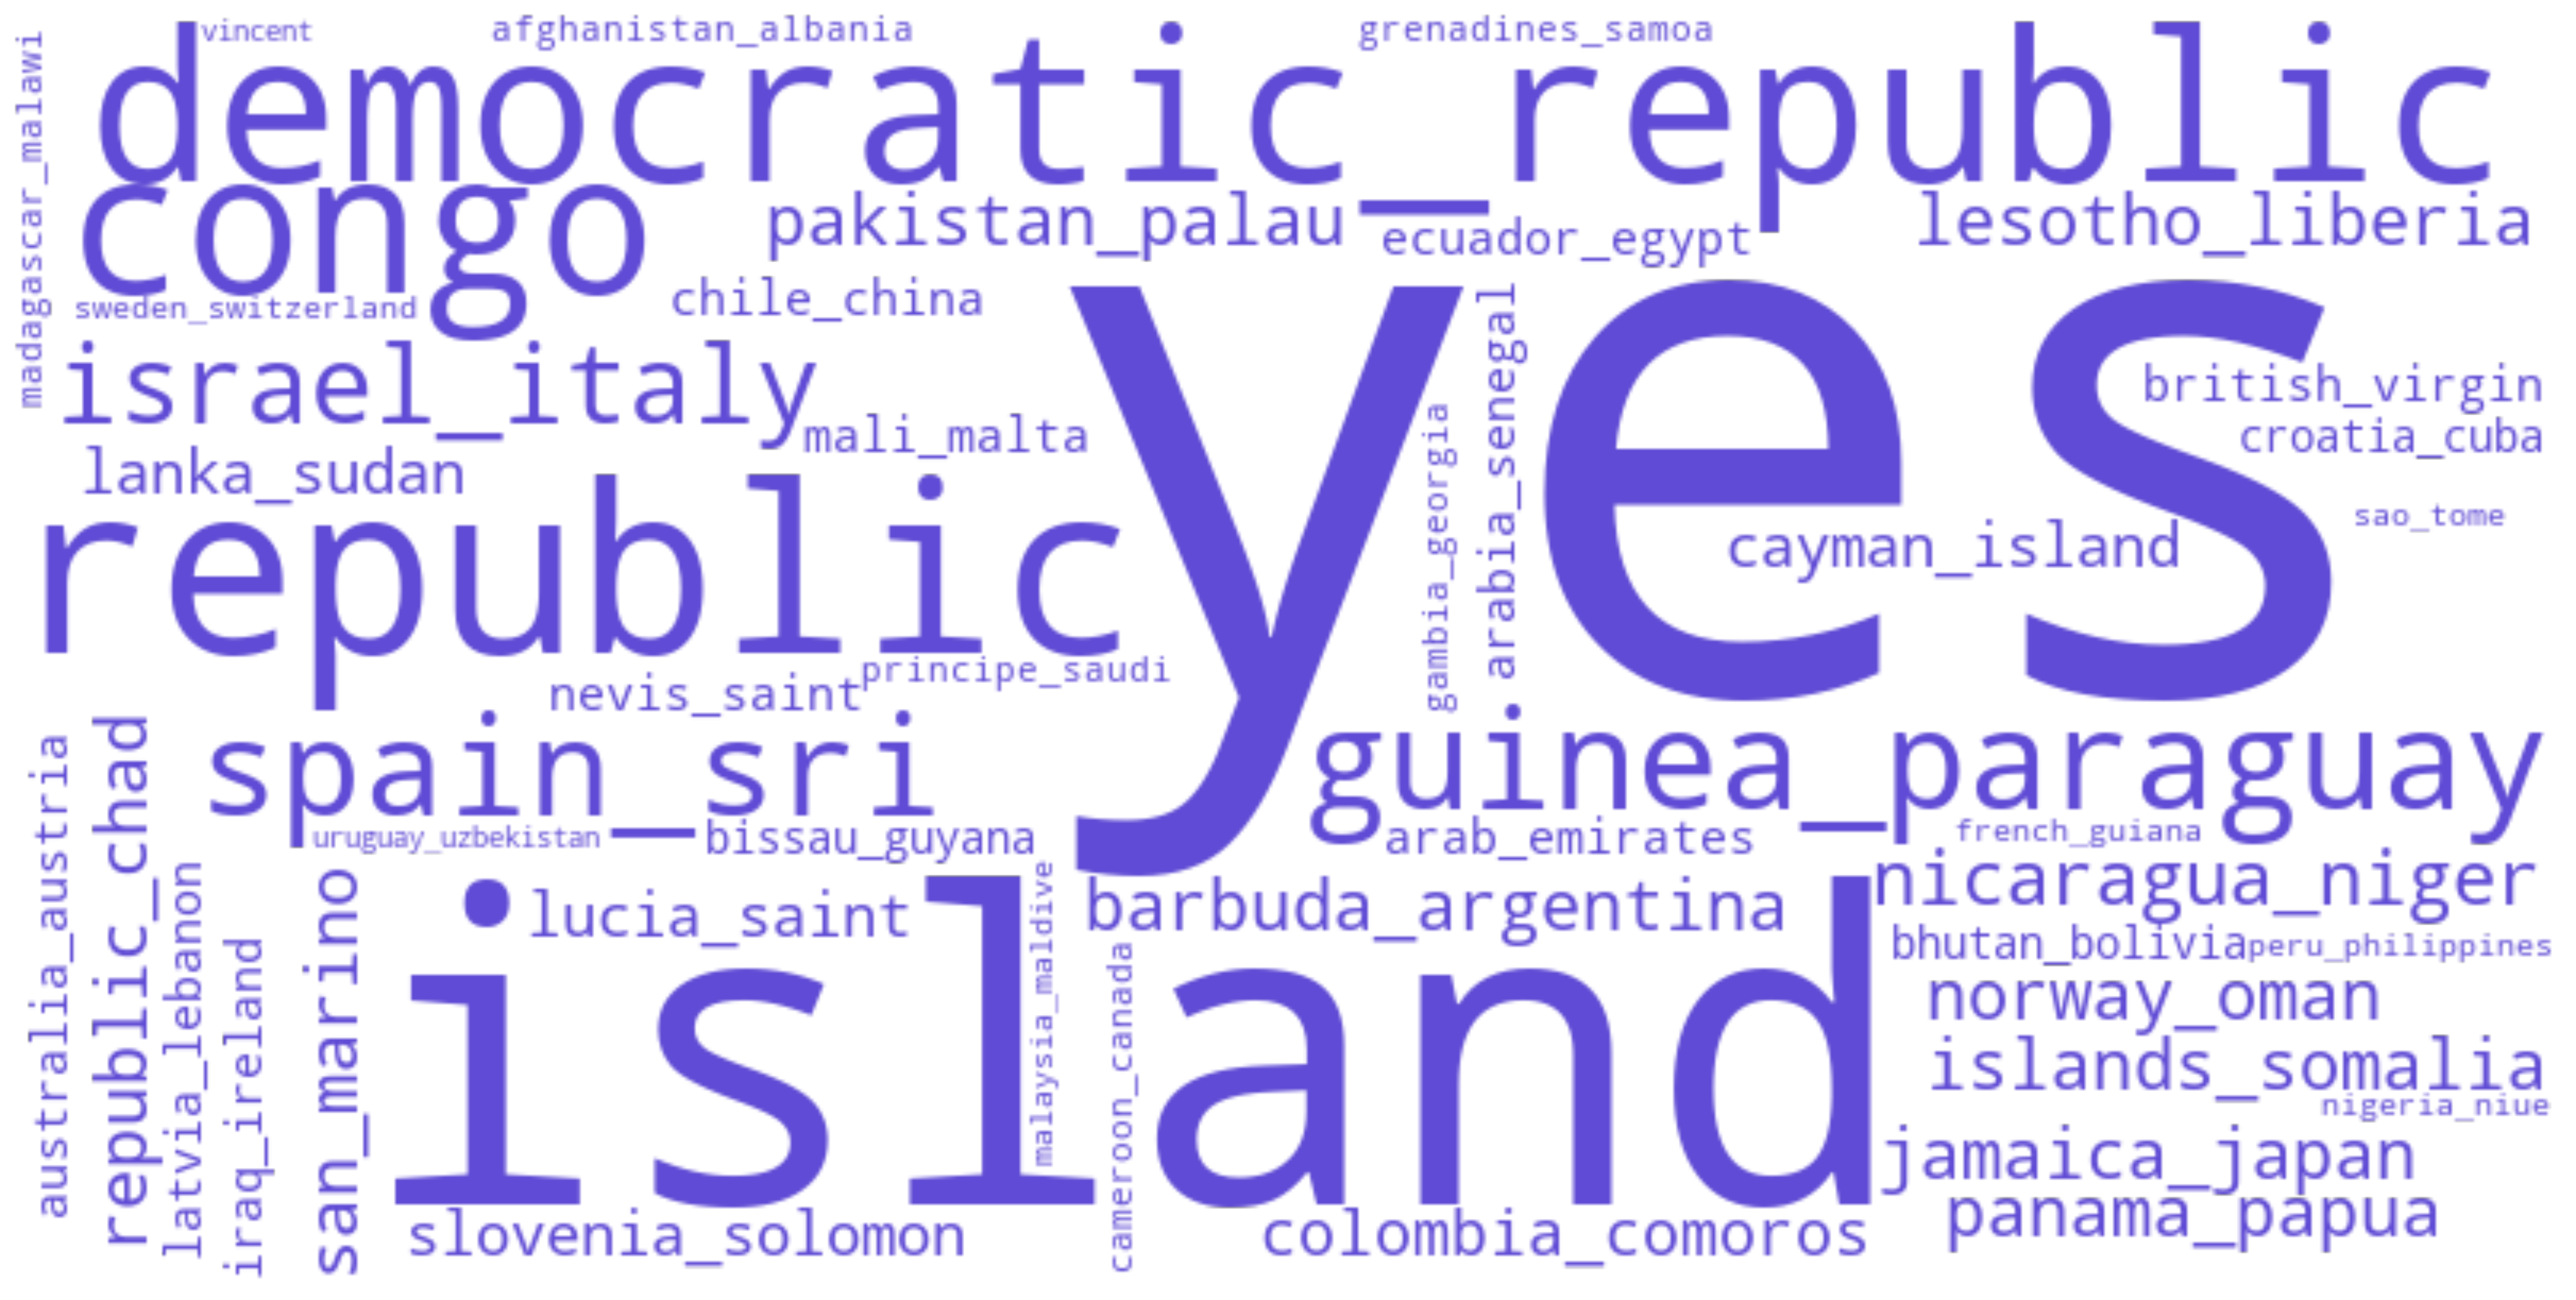 vincent
afghanistan_albania
grenadines_samoa
madagascar_malawi
democratic_republic
congo
pakistan_palau
ecuador_egypt
lesotho_liberia
sweden_switzerland
chile_china
yes
israel_italy
mali_malta
gambia_georgia
arabia_senegal
british_virgin
croatia_cuba
lanka_sudan
republic
sao_tome
cayman_island
nevis_saint
principe_saudi
australia_austria
republic_chad
spain_sri
guinea_paraguay
uruguay_uzbekistan
bissau_guyana
arab_emirates
french_guiana
latvia_lebanon
iraq_ireland
san_marino
island
lucia_saint
malaysia_maldive
barbuda_argentina
nicaragua_niger
cameroon_canada
bhutan_bolivia
peru_philippines
norway_oman
islands_somalia
nigeria_niue
jamaica_japan
slovenia_solomon
colombia_comoros
panama_papua